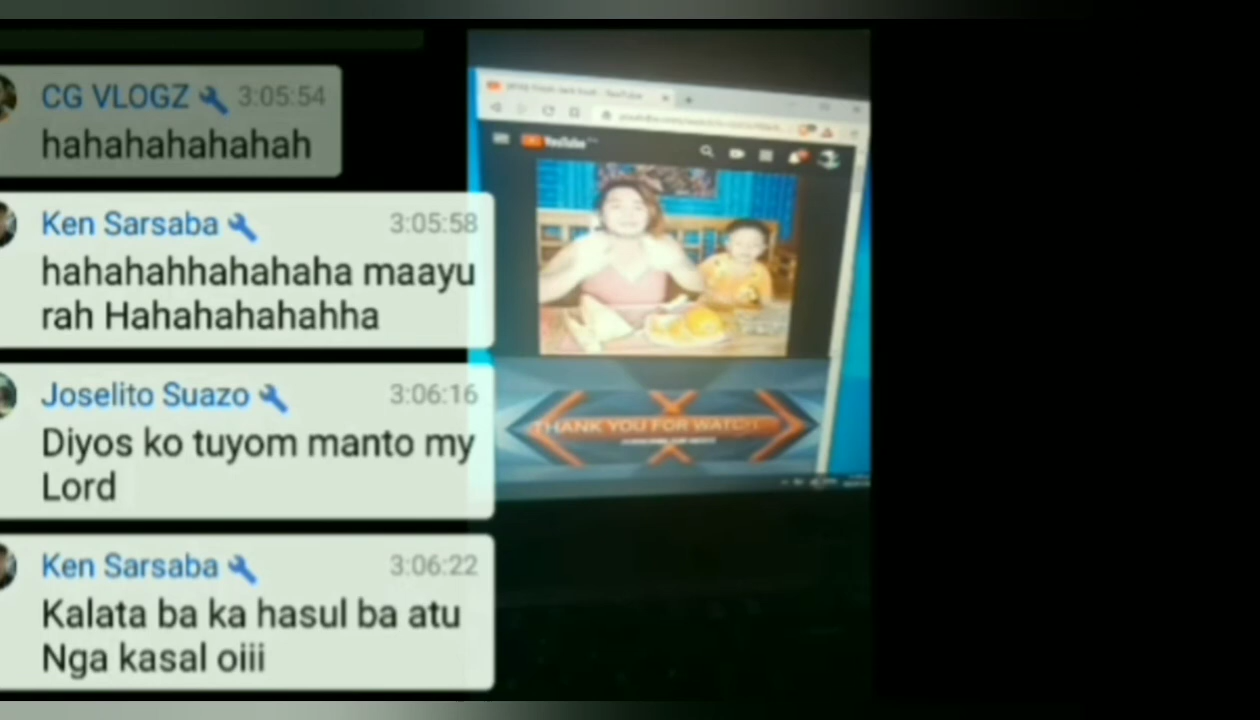 CG VLOGZ 3:05:54
hahahahahahah
Ken Sarsaba 3:05:58
hahahahhahahaha maayu
rah Hahahahahahha
Joselito Suazo 3:06:16
Diyos ko tuyom manto my
Lord
Ken Sarsaba 3:06:22
Kalata ba ka hasul ba atu
Nga kasal oiii
YouTube
THANK YOU FOR